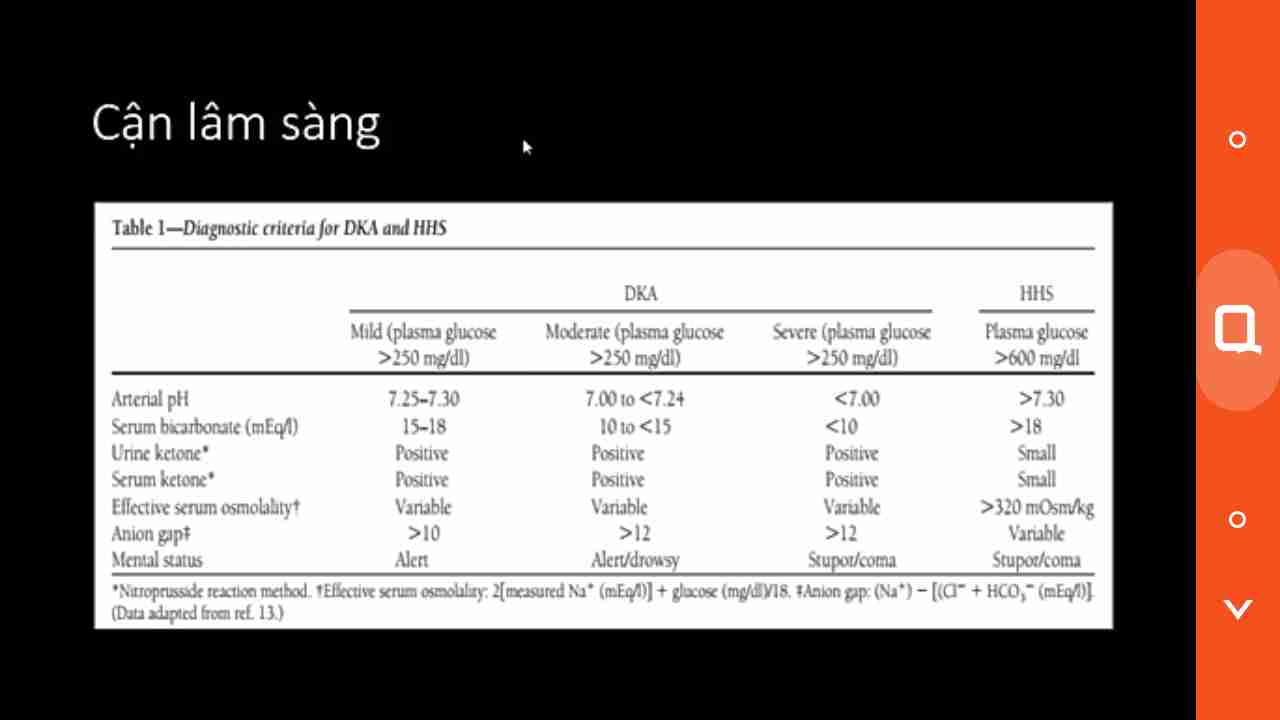 Cận lâm sàng
Table 1—Diagnostic criteria for DKA and HHS
DKA HHS
Mild (plasma glucose Moderate (plasma glucose Severe (plasma glucose Plasma glucose
>250 mg/dl) >250 mg/dl) >250 mg/dl) >600 mg/dl
Arterial pH 7.25–7.30 7.00 to <7.24 <7.00 >7.30
Serum bicarbonate (mEq/l) 15–18 10 to <15 <10 >18
Urine ketone* Positive Positive Positive Small
Serum ketone* Positive Positive Positive Small
Effective serum osmolality† Variable Variable Variable >320 mOsm/kg
Anion gap‡ >10 >12 >12 Variable
Mental status Alert Alert/drowsy Stupor/coma Stupor/coma
*Nitroprusside reaction method. †Effective serum osmolality: 2[measured Na⁺ (mEq/l)] + glucose (mg/dl)/18. ‡Anion gap: (Na⁺) − [(Cl⁻ + HCO₃⁻ (mEq/l)].
(Data adapted from ref. 13.)